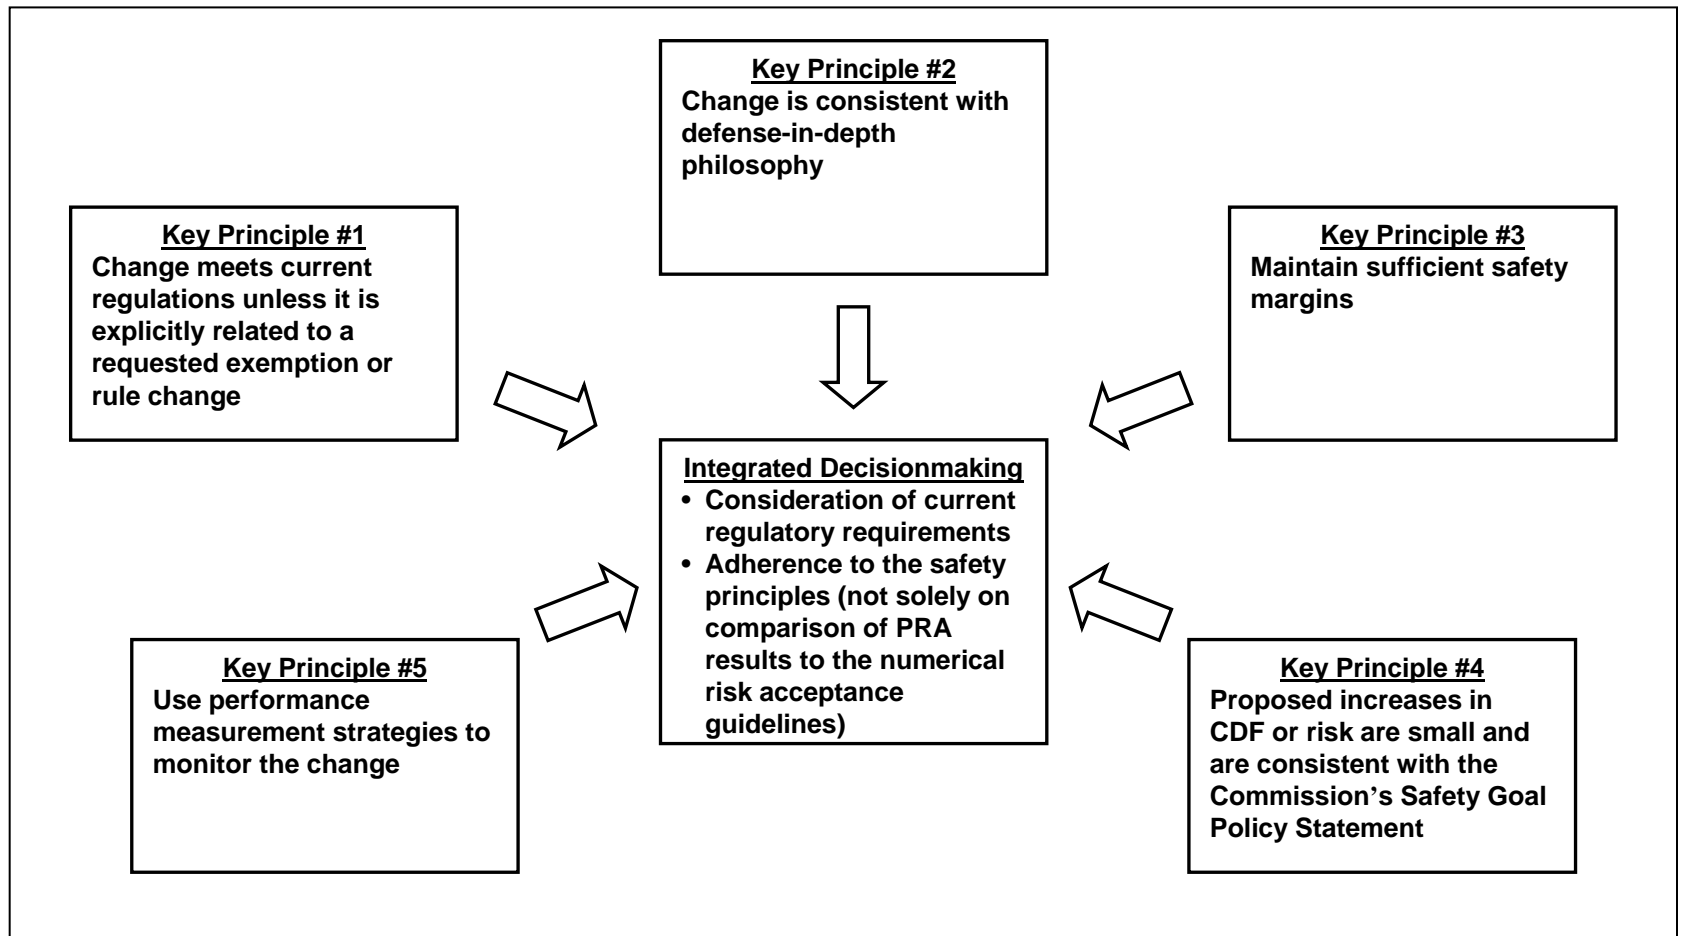 Key Principle #2
Change is consistent with
defense-in-depth
philosophy
Key Principle #1
Change meets current
regulations unless it is
explicitly related to a
requested exemption or
rule change
Key Principle #3
Maintain sufficient safety
margins
Integrated Decisionmaking
• Consideration of current
regulatory requirements
• Adherence to the safety
principles (not solely on
comparison of PRA
results to the numerical
risk acceptance
guidelines)
Key Principle #5
Use performance
measurement strategies to
monitor the change
Key Principle #4
Proposed increases in
CDF or risk are small and
are consistent with the
Commission’s Safety Goal
Policy Statement